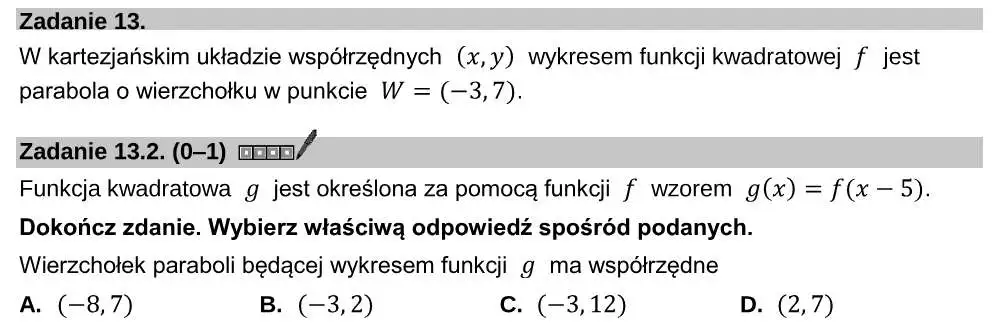 Zadanie 13.
W kartezjańskim układzie współrzędnych (x, y) wykresem funkcji kwadratowej f jest
parabola o wierzchołku w punkcie W = (−3, 7).
Zadanie 13.2. (0–1)
Funkcja kwadratowa g jest określona za pomocą funkcji f wzorem g(x) = f(x − 5).
Dokończ zdanie. Wybierz właściwą odpowiedź spośród podanych.
Wierzchołek paraboli będącej wykresem funkcji g ma współrzędne
A. (−8, 7) B. (−3, 2) C. (−3, 12) D. (2, 7)